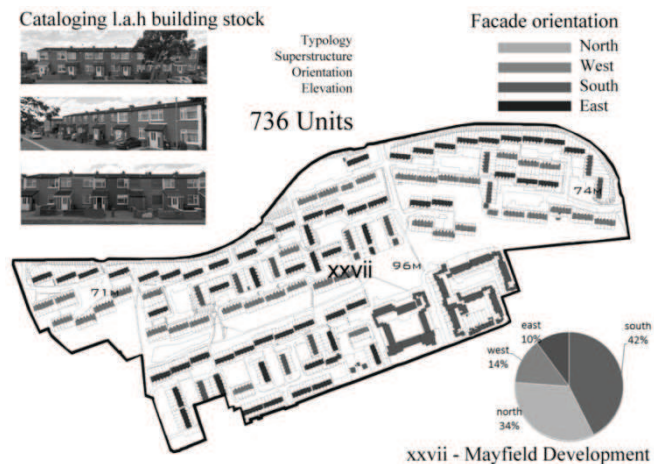 Cataloging l.a.h building stock
Typology
Superstructure
Orientation
Elevation
736 Units
Facade orientation
North
West
South
East
74M
96M
xxvii
71M
east
10%
south
42%
west
14%
north
34%
xxvii - Mayfield Development